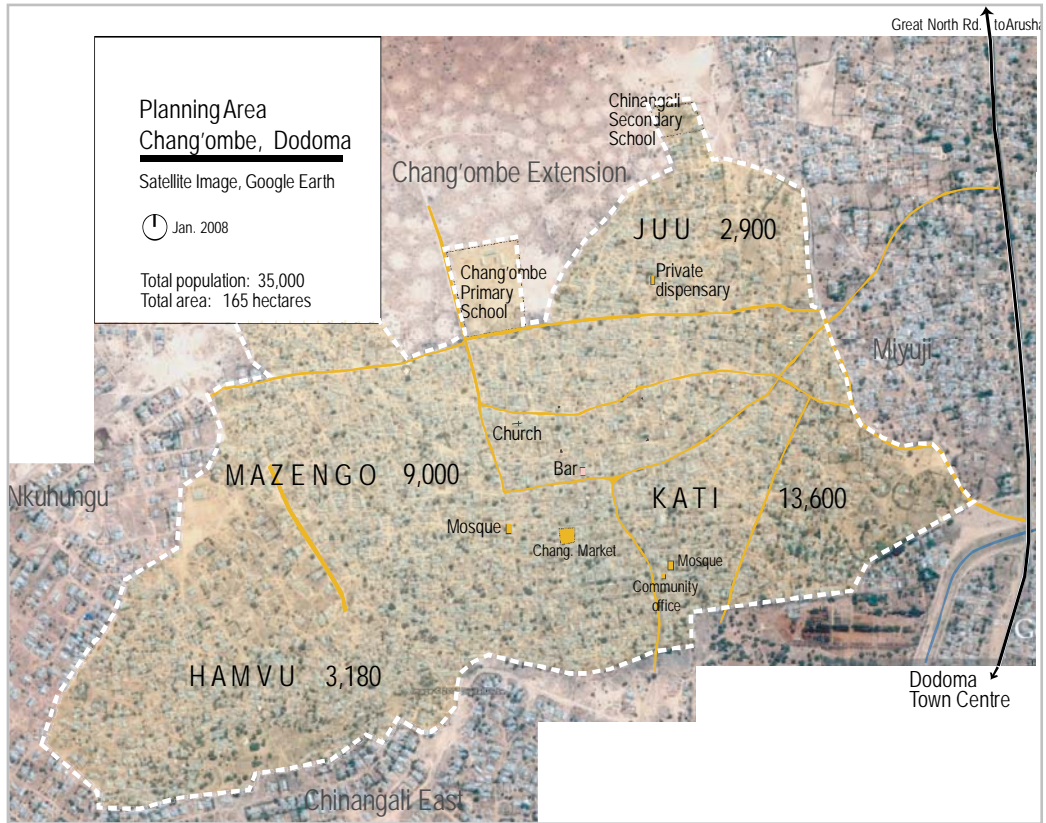 Great North Rd. to Arusha
Planning Area
Chang'ombe, Dodoma
Satellite Image, Google Earth
Jan. 2008
Total population: 35,000
Total area: 165 hectares
Chinangali
Secondary
School
Chang'ombe Extension
JUU 2,900
Chang'ombe
Primary
School
Private
dispensary
Miyuji
Church
Bar
MAZENGO 9,000
KATI 13,600
Nkuhungu
Mosque
Chang. Market
Mosque
Community
office
G
HAMVU 3,180
Dodoma
Town Centre
Chinangali East